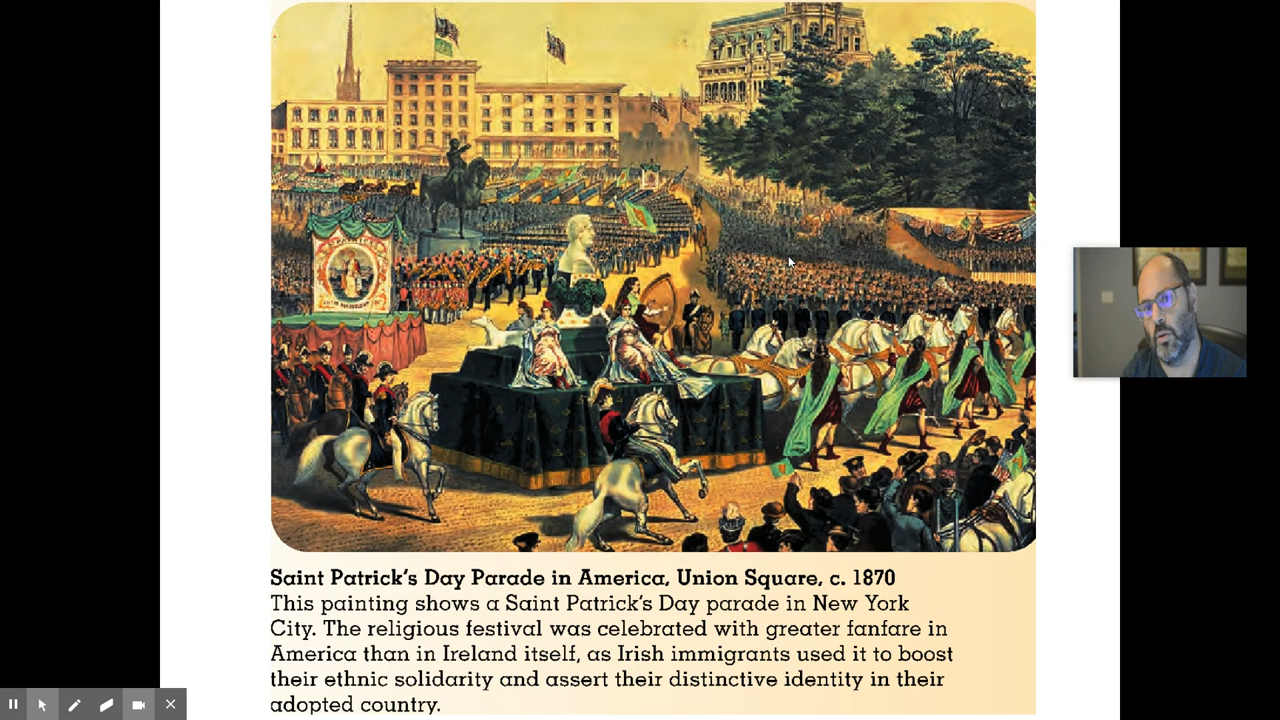 Saint Patrick's Day Parade in America, Union Square, c. 1870
This painting shows a Saint Patrick's Day parade in New York
City. The religious festival was celebrated with greater fanfare in
America than in Ireland itself, as Irish immigrants used it to boost
their ethnic solidarity and assert their distinctive identity in their
adopted country.